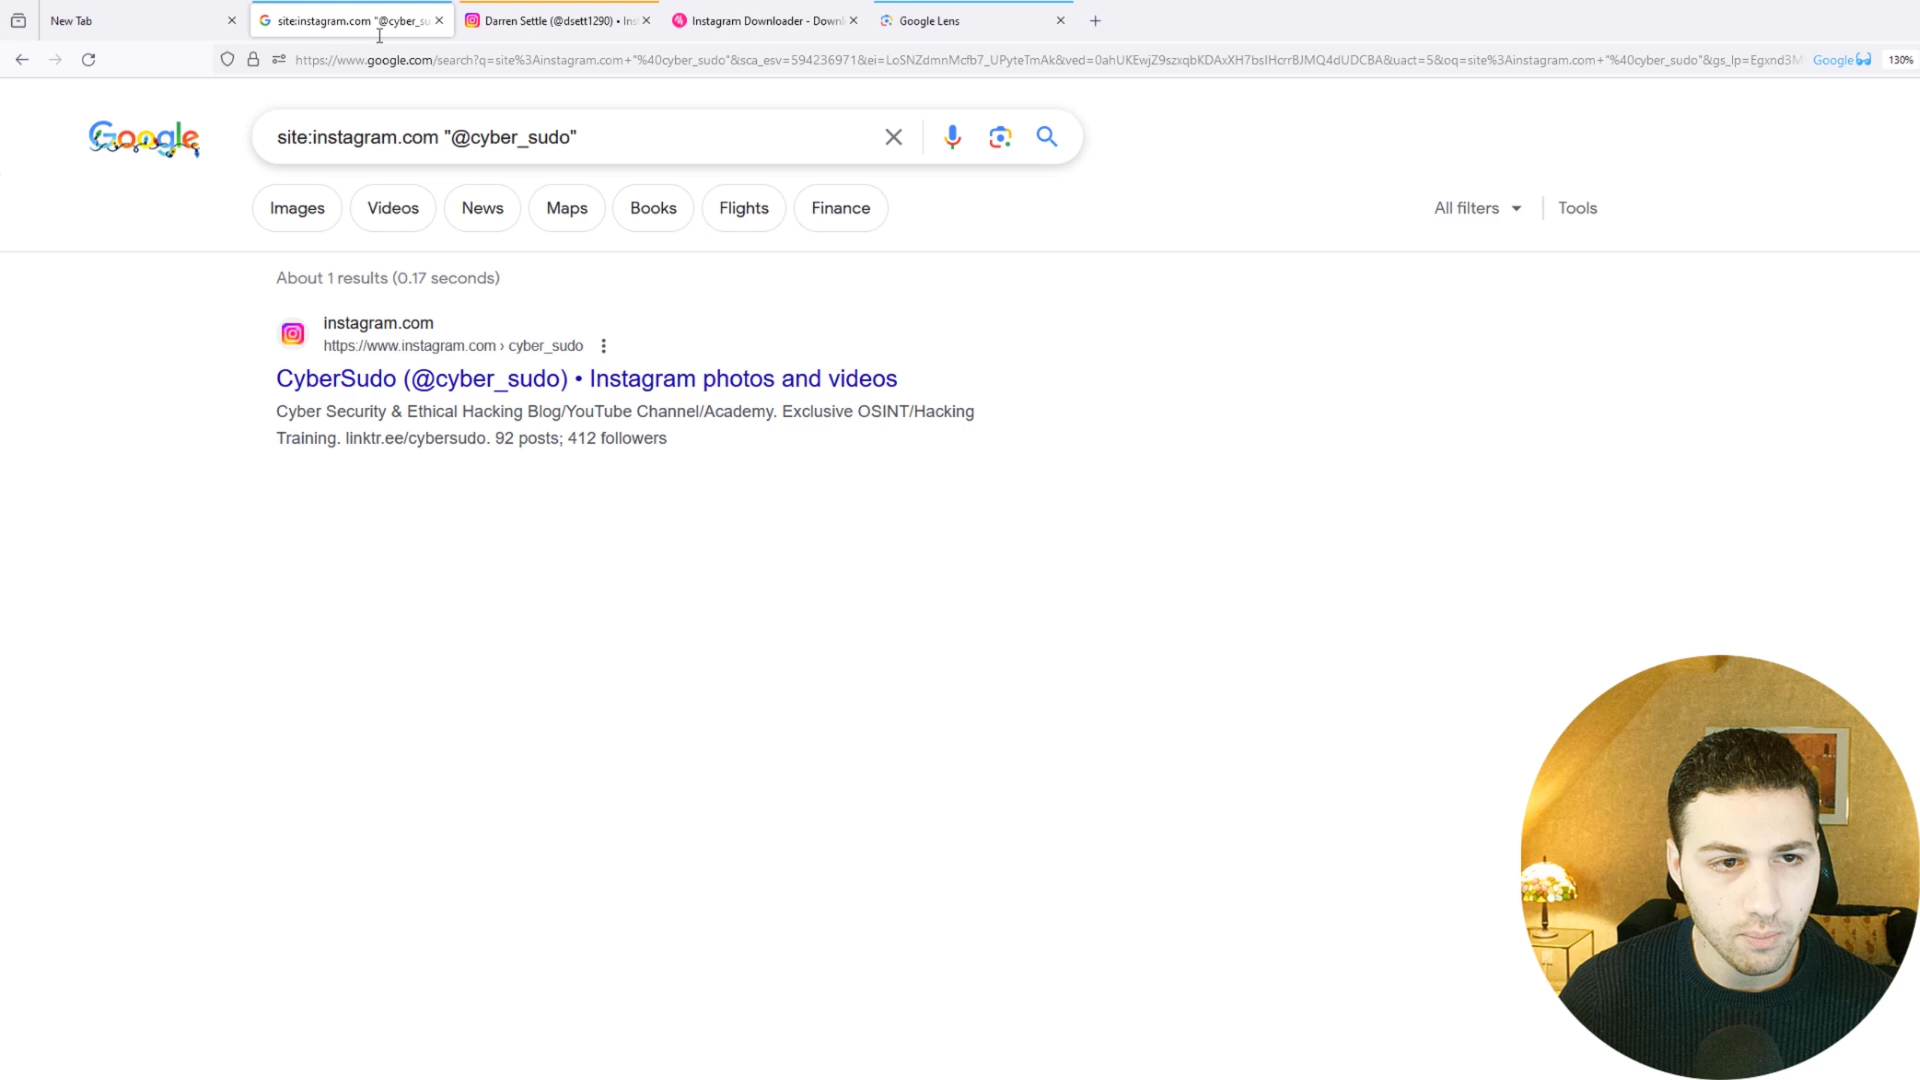 New Tab
site:instagram.com "@cyber_su
Darren Settle (@dsett1290) • Ins
Instagram Downloader - Downl
Google Lens
https://www.google.com/search?q=site%3Ainstagram.com+"%40cyber_sudo"&sca_esv=594236971&ei=LoSNZdmnMcfb7_UPyteTmAk&ved=0ahUKEwjZ9szxqbKDAxXH7bsIHcrrBJMQ4dUDCBA&uact=5&oq=site%3Ainstagram.com+"%40cyber_sudo"&gs_lp=Egxnd3M
Google
130%
Google
site:instagram.com "@cyber_sudo"
Images
Videos
News
Maps
Books
Flights
Finance
All filters
Tools
About 1 results (0.17 seconds)
instagram.com
https://www.instagram.com › cyber_sudo
CyberSudo (@cyber_sudo) • Instagram photos and videos
Cyber Security & Ethical Hacking Blog/YouTube Channel/Academy. Exclusive OSINT/Hacking
Training. linktr.ee/cybersudo. 92 posts; 412 followers